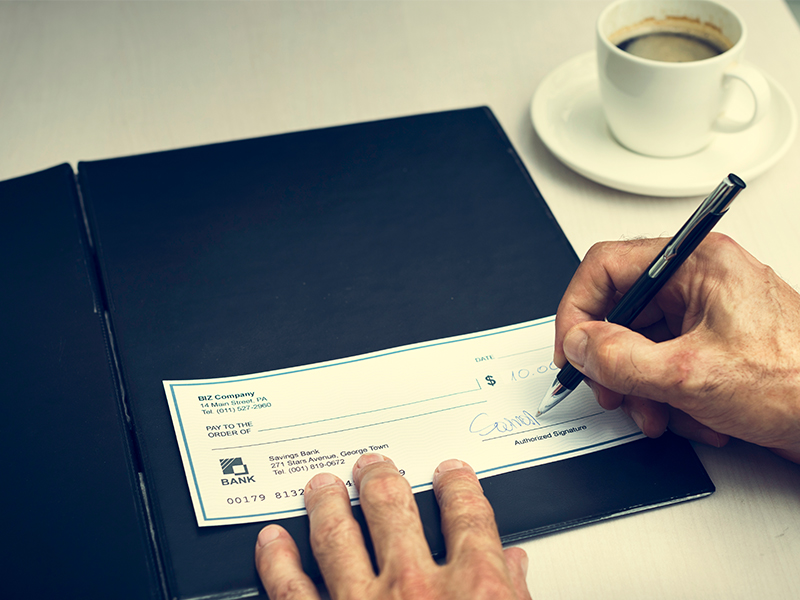 BIZ Company
14 Main Street, PA
Tel. (011) 527-2960
DATE
$ 10.00
PAY TO THE
ORDER OF
Authorized Signature
Savings Bank
271 Stars Avenue, George Town
Tel. (001) 819-0672
BANK
00179 8132